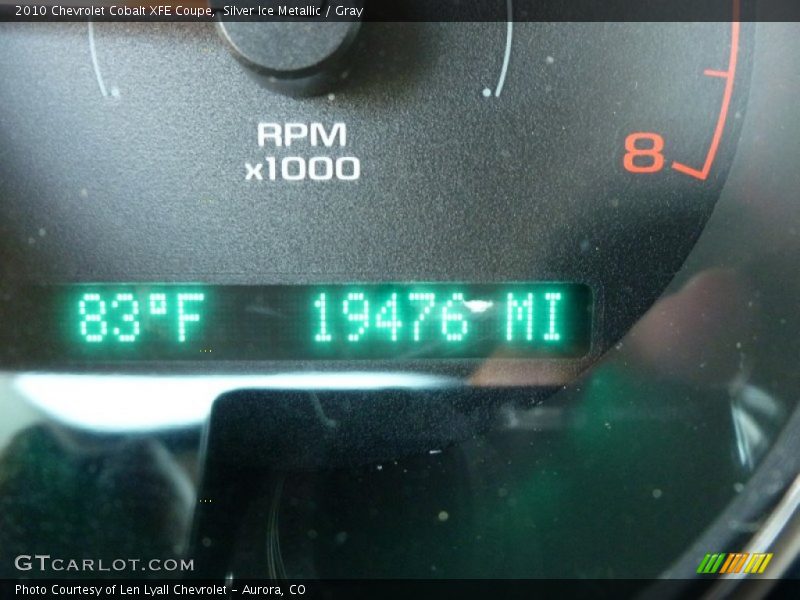 2010 Chevrolet Cobalt XFE Coupe, Silver Ice Metallic / Gray
RPM
x1000
8
83°F 19476 MI
GTCARLOT.COM
Photo Courtesy of Len Lyall Chevrolet - Aurora, CO